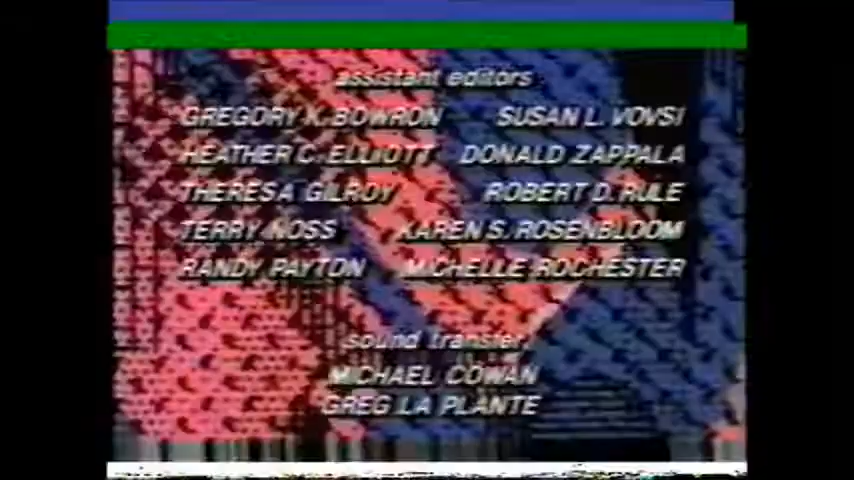 assistant editors
GREGORY K. BOWRON SUSAN L. VOVSI
HEATHER C. ELLIOTT DONALD ZAPPALA
THERESA GILROY ROBERT D. RULE
TERRY NOSS KAREN S. ROSENBLOOM
RANDY PAYTON MICHELLE ROCHESTER
sound transfer
MICHAEL COWAN
GREG LA PLANTE